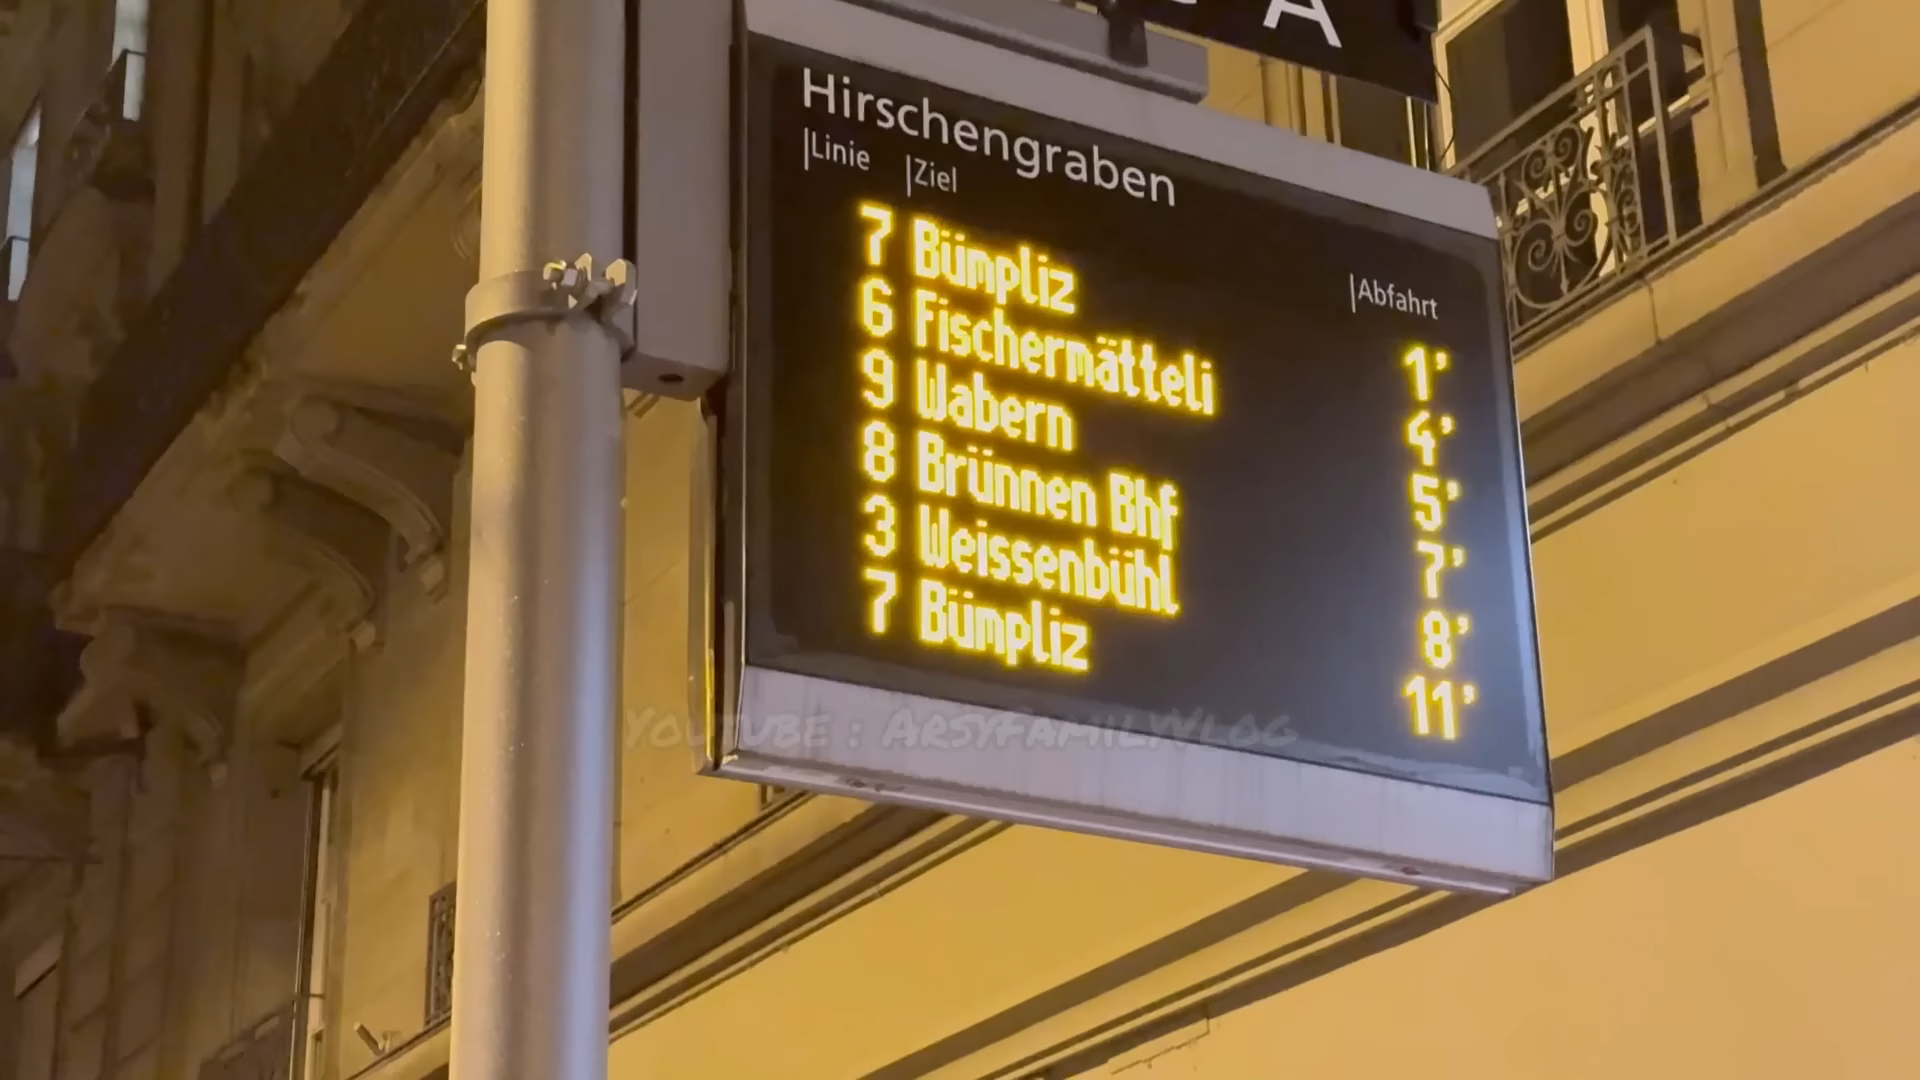 A
Hirschengraben
|Linie |Ziel |Abfahrt
7 Bümpliz 1'
6 Fischermätteli 4'
9 Wabern 5'
8 Brünnen Bhf 7'
3 Weissenbühl 8'
7 Bümpliz 11'
YouTube : ArsyFamilyVlog